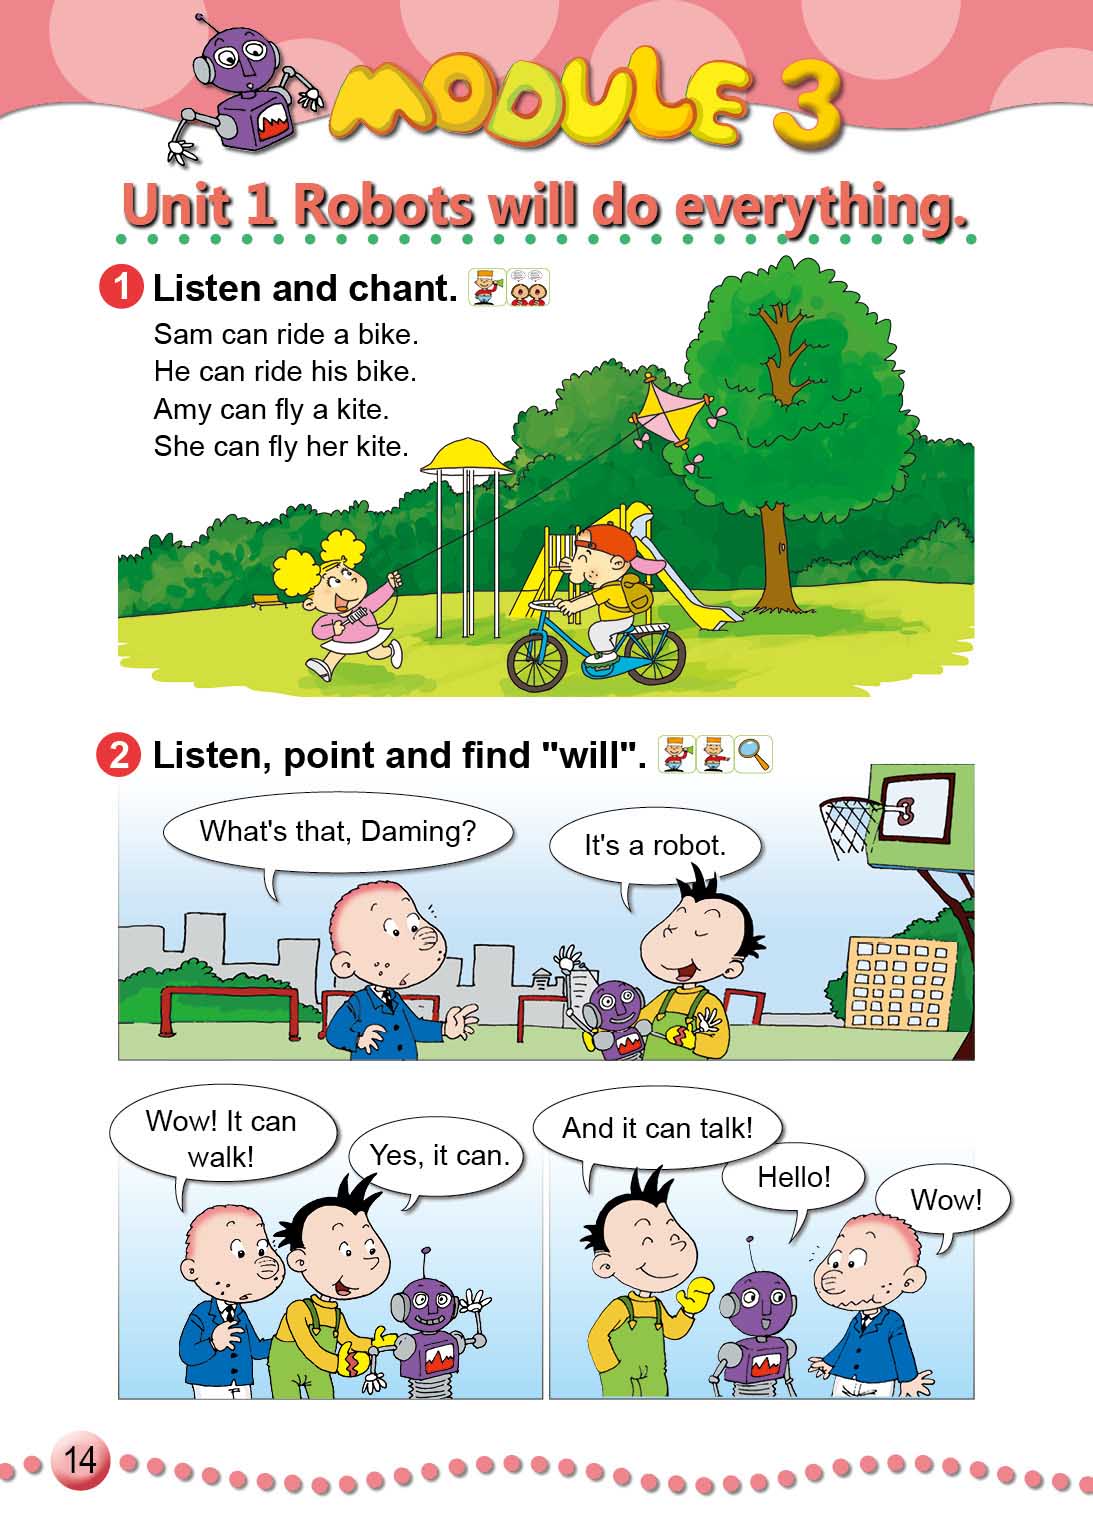 MODULE 3
Unit 1 Robots will do everything.
1 Listen and chant.
Sam can ride a bike.
He can ride his bike.
Amy can fly a kite.
She can fly her kite.
2 Listen, point and find "will".
What's that, Daming?
It's a robot.
3
Wow! It can
walk!
Yes, it can.
And it can talk!
Hello!
Wow!
14